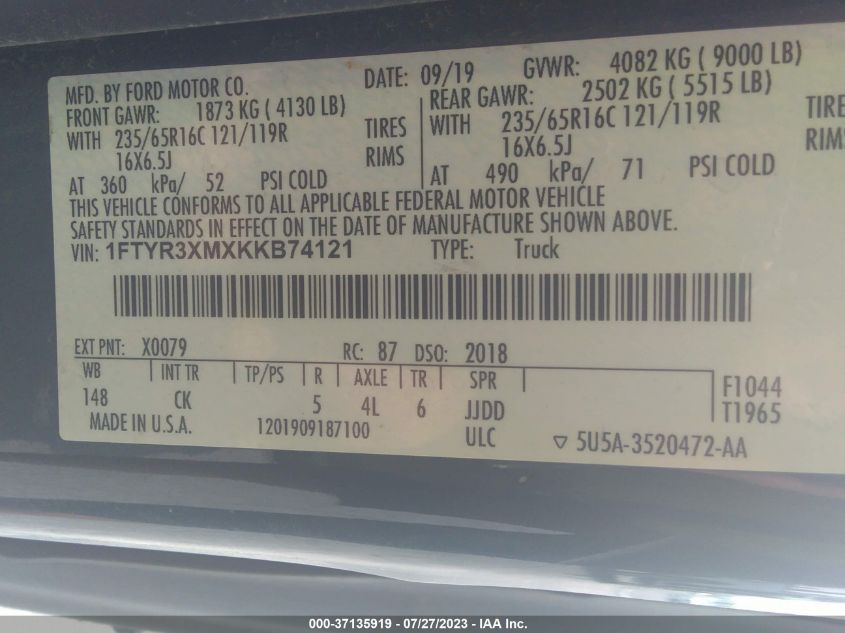 MFD. BY FORD MOTOR CO. DATE: 09/19 GVWR: 4082 KG ( 9000 LB)
FRONT GAWR: 1873 KG ( 4130 LB) REAR GAWR: 2502 KG ( 5515 LB)
WITH 235/65R16C 121/119R TIRES WITH 235/65R16C 121/119R TIRE
16X6.5J RIMS 16X6.5J RIM
AT 360 kPa/ 52 PSI COLD AT 490 kPa/ 71 PSI COLD
THIS VEHICLE CONFORMS TO ALL APPLICABLE FEDERAL MOTOR VEHICLE
SAFETY STANDARDS IN EFFECT ON THE DATE OF MANUFACTURE SHOWN ABOVE.
VIN: 1FTYR3XMXKKB74121 TYPE: Truck
EXT PNT: X0079 RC: 87 DSO: 2018
WB INT TR TP/PS R AXLE TR SPR F1044
148 CK 5 4L 6 JJDD T1965
MADE IN U.S.A. 1201909187100 ULC ▽ 5U5A-3520472-AA
000-37135919 / 07/27/2023 - © IAA Inc.